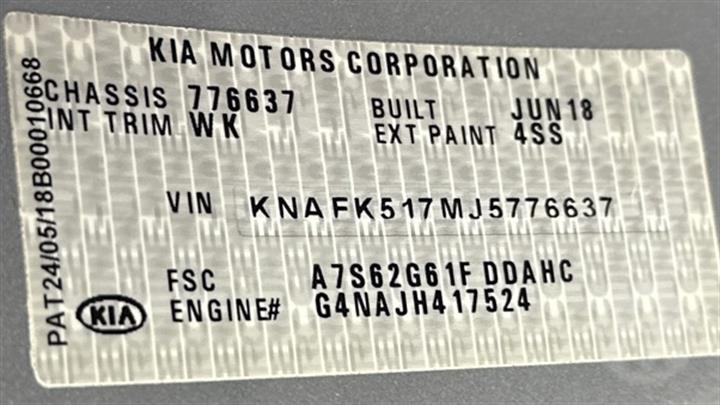 KIA MOTORS CORPORATION
CHASSIS 776637 BUILT JUN18
INT TRIM WK EXT PAINT 4SS
VIN KNAFK517MJ5776637
FSC A7S62G61F DDAHC
ENGINE# G4NAJH417524
KIA
PAT24/05/18B00010668